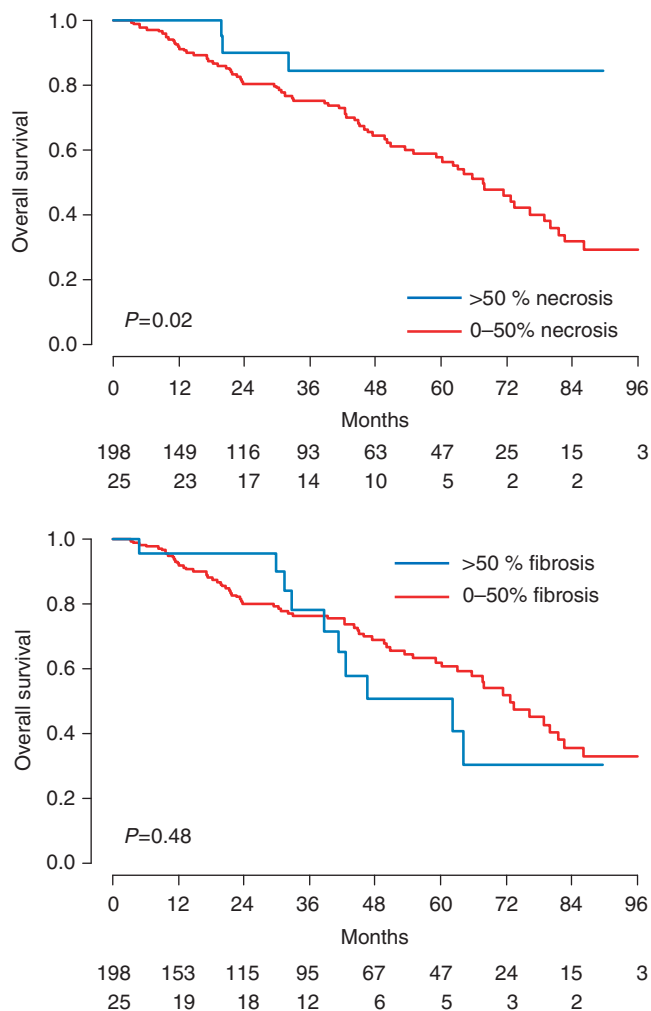 1.0
0.8
0.6
0.4
0.2
0.0
Overall survival
>50 % necrosis
0–50% necrosis
P=0.02
0 12 24 36 48 60 72 84 96
Months
198 149 116 93 63 47 25 15 3
25 23 17 14 10 5 2 2
1.0
0.8
0.6
0.4
0.2
0.0
Overall survival
>50 % fibrosis
0–50% fibrosis
P=0.48
0 12 24 36 48 60 72 84 96
Months
198 153 115 95 67 47 24 15 3
25 19 18 12 6 5 3 2